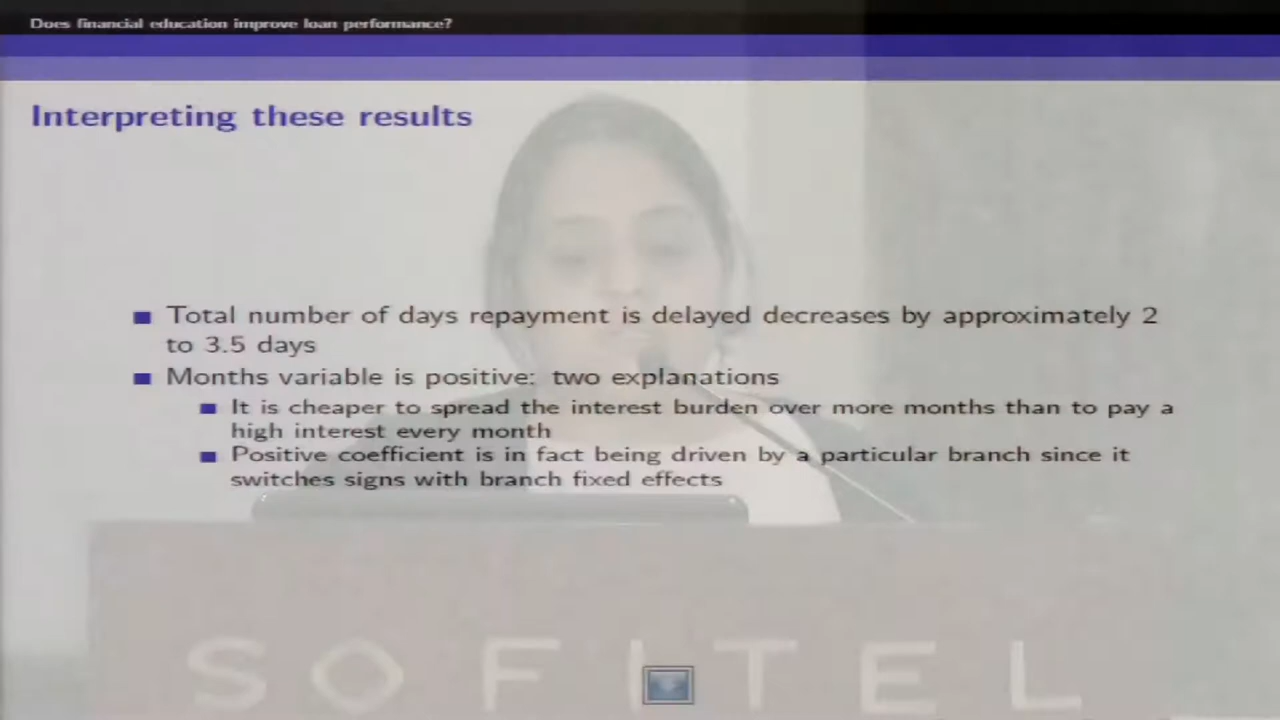 Does financial education improve loan performance?
Interpreting these results
Total number of days repayment is delayed decreases by approximately 2
to 3.5 days
Months variable is positive: two explanations
It is cheaper to spread the interest burden over more months than to pay a
high interest every month
Positive coefficient is in fact being driven by a particular branch since it
switches signs with branch fixed effects
SOFITEL